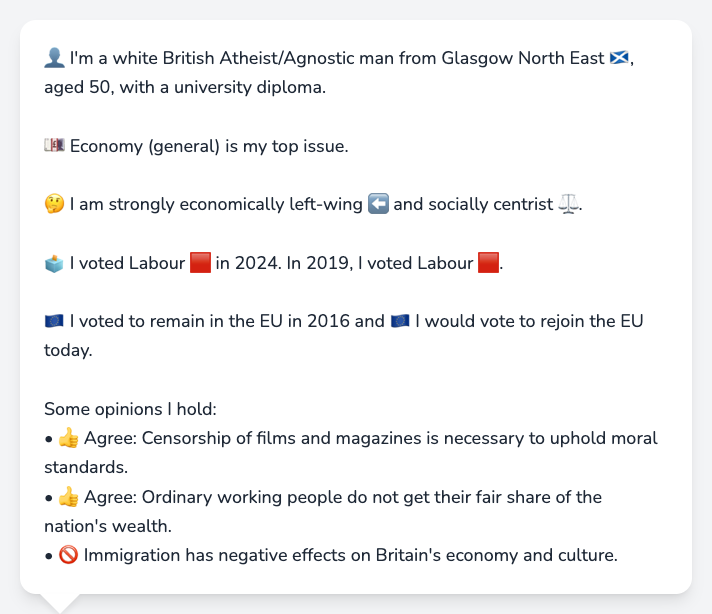 👤 I'm a white British Atheist/Agnostic man from Glasgow North East 🏴󠁧󠁢󠁳󠁣󠁴󠁿,
aged 50, with a university diploma.
💷 Economy (general) is my top issue.
🤔 I am strongly economically left-wing ⬅️ and socially centrist ⚖️.
🗳️ I voted Labour 🟥 in 2024. In 2019, I voted Labour 🟥.
🇪🇺 I voted to remain in the EU in 2016 and 🇪🇺 I would vote to rejoin the EU
today.
Some opinions I hold:
• 👍 Agree: Censorship of films and magazines is necessary to uphold moral
standards.
• 👍 Agree: Ordinary working people do not get their fair share of the
nation's wealth.
• 🚫 Immigration has negative effects on Britain's economy and culture.